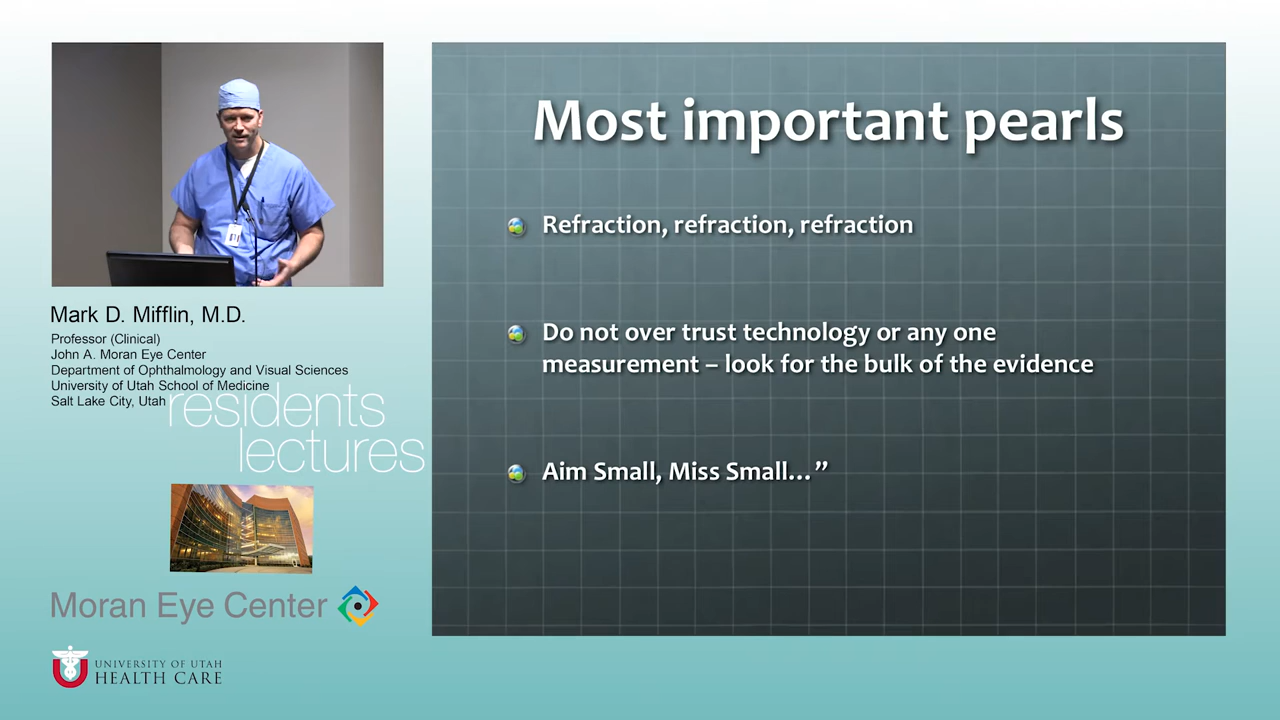 Most important pearls
Refraction, refraction, refraction
Do not over trust technology or any one
measurement – look for the bulk of the evidence
Aim Small, Miss Small…”
Mark D. Mifflin, M.D.
Professor (Clinical)
John A. Moran Eye Center
Department of Ophthalmology and Visual Sciences
University of Utah School of Medicine
Salt Lake City, Utah
residents
lectures
Moran Eye Center
UNIVERSITY OF UTAH
HEALTH CARE